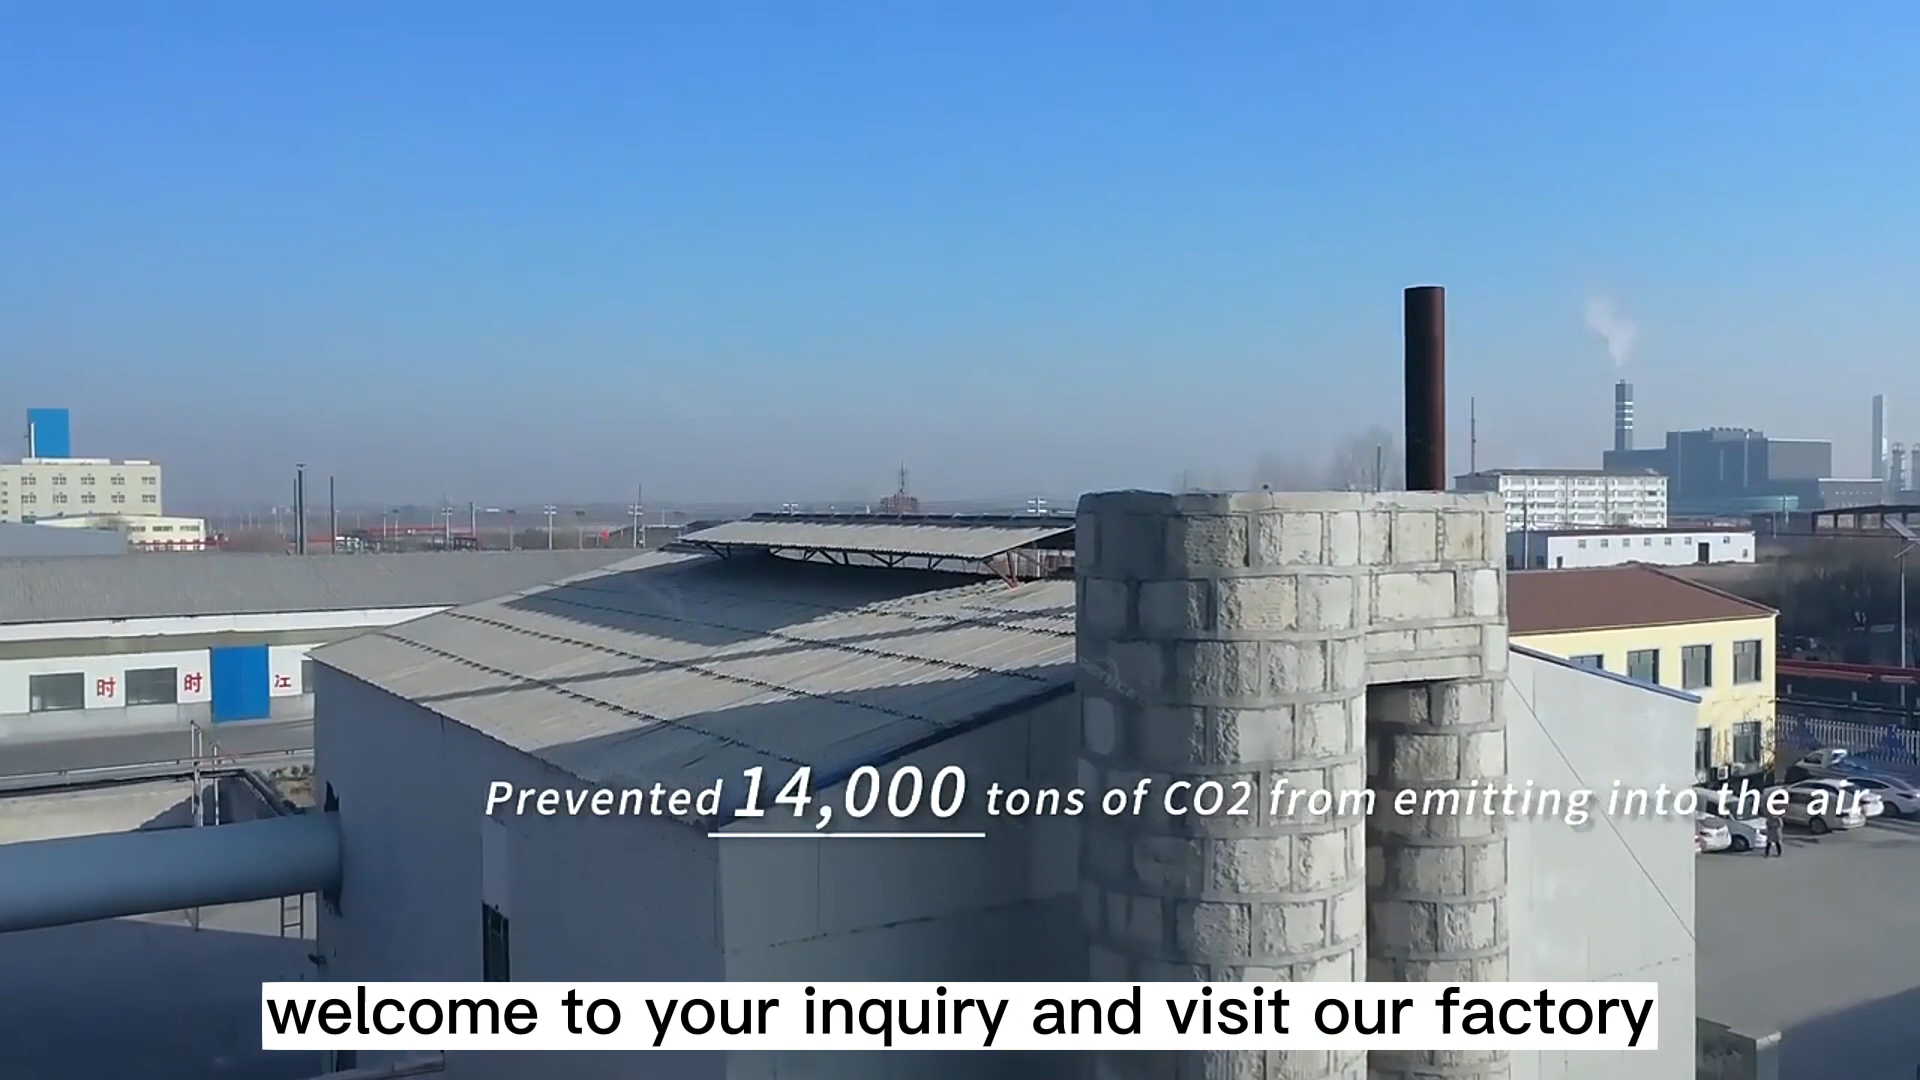 时 时 江
Prevented 14,000 tons of CO2 from emitting into the air
welcome to your inquiry and visit our factory